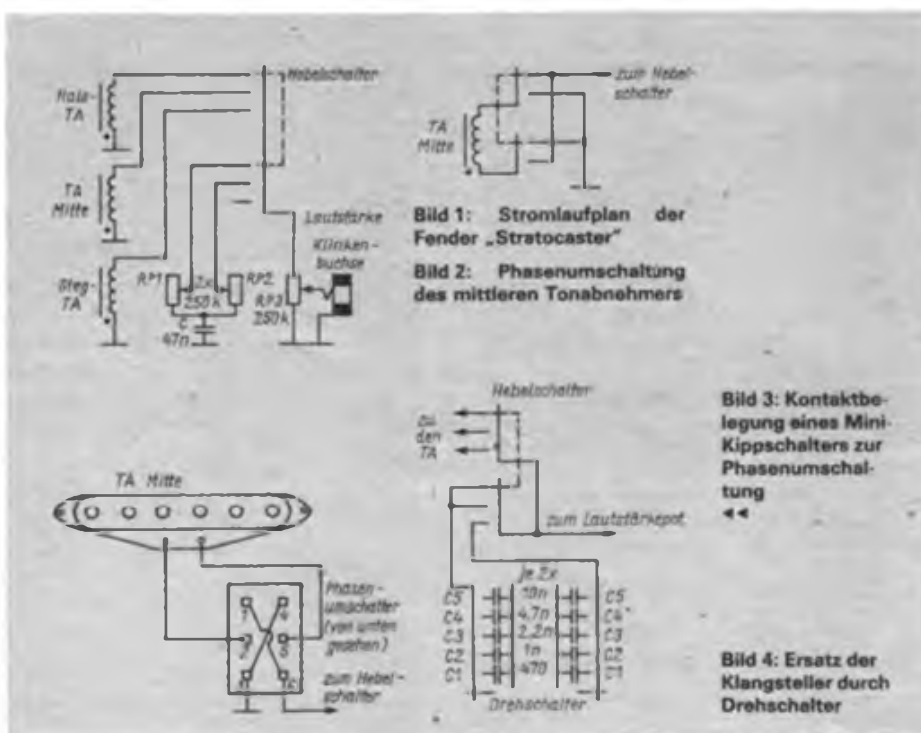 Hebelschalter
Hals-
TA
TA
Mitte
Steg-
TA
RP1
2x
250k
RP2
C
47n
Lautstärke
RP3
250k
Klinken-
buchse
TA
Mitte
zum Hebel-
schalter
Bild 1: Stromlaufplan der
Fender „Stratocaster"
Bild 2: Phasenumschaltung
des mittleren Tonabnehmers
TA Mitte
1
4
2
5
Phasen-
umschalter
(von unten
gesehen)
zum Hebel-
schalter
Hebelschalter
zu
den
TA
zum Lautstärkepot.
je 2x
C5
10n
C5
C4
4,7n
C4
C3
2,2n
C3
C2
1n
C2
C1
470
C1
Drehschalter
Bild 3: Kontaktbe-
legung eines Mini-
Kippschalters zur
Phasenumschal-
tung
◄◄
Bild 4: Ersatz der
Klangsteller durch
Drehschalter